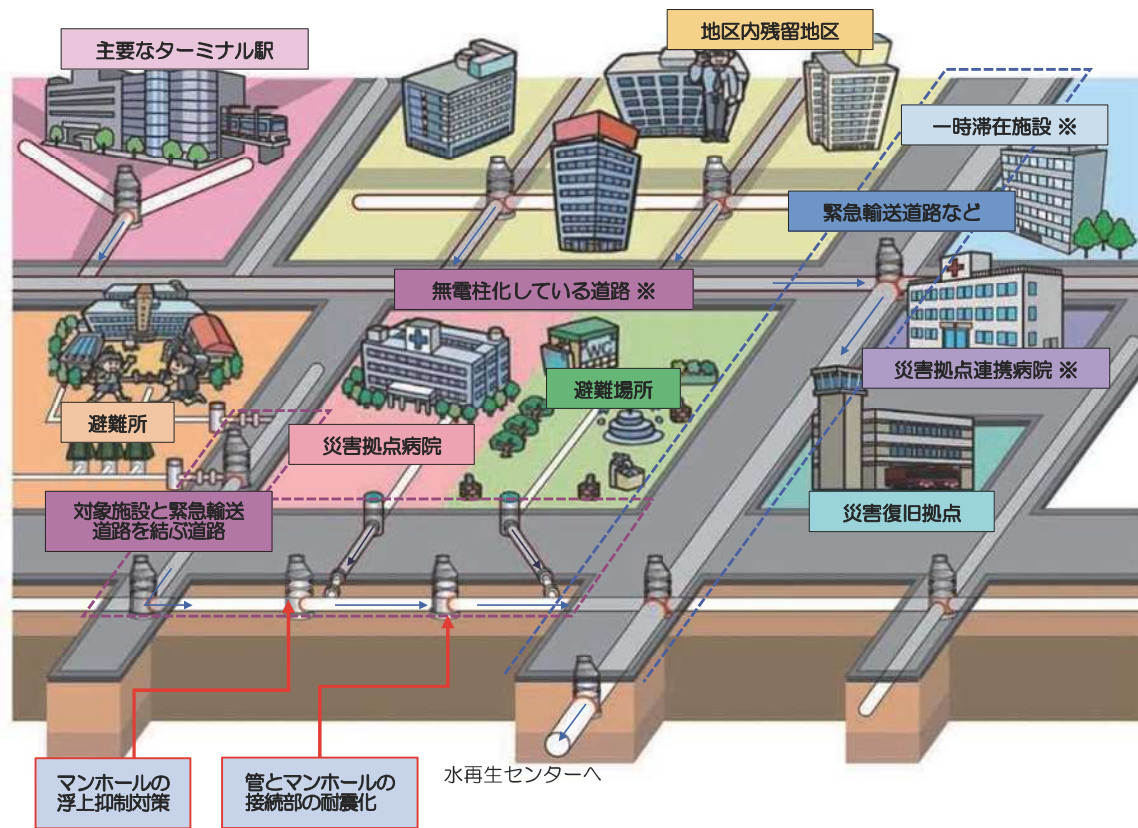 主要なターミナル駅
地区内残留地区
一時滞在施設 ※
緊急輸送道路など
無電柱化している道路 ※
災害拠点連携病院 ※
避難場所
WC
避難所
災害拠点病院
対象施設と緊急輸送
道路を結ぶ道路
災害復旧拠点
マンホールの
浮上抑制対策
管とマンホールの
接続部の耐震化
水再生センターへ